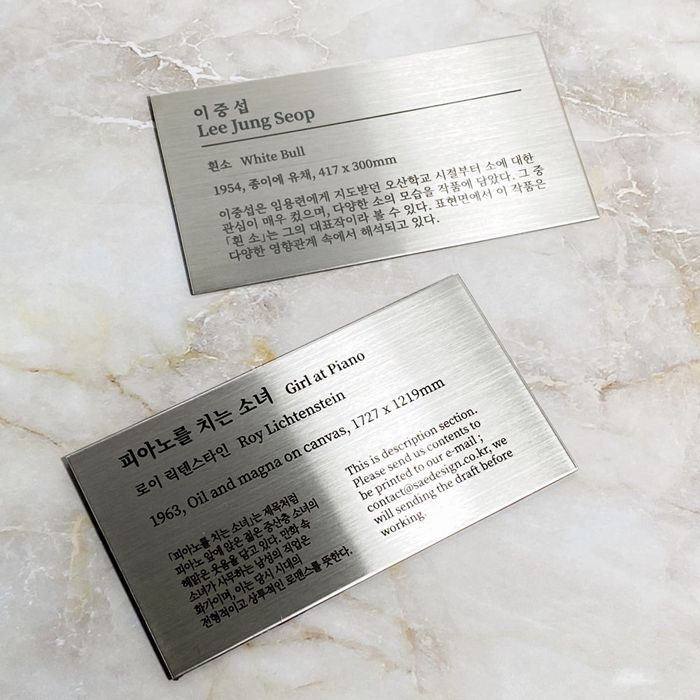 이중섭
Lee Jung Seop
흰소 White Bull
1954, 종이에 유채, 417 x 300mm
이중섭은 임용련에게 지도받던 오산학교 시절부터 소에 대한
관심이 매우 컸으며, 다양한 소의 모습을 작품에 담았다. 그 중
「흰 소」는 그의 대표작이라 볼 수 있다. 표현면에서 이 작품은
다양한 영향관계 속에서 해석되고 있다.
피아노를 치는 소녀 Girl at Piano
로이 릭텐스타인 Roy Lichtenstein
1963, Oil and magna on canvas, 1727 x 1219mm
「피아노를 치는 소녀」는 제목처럼
피아노 앞에 앉은 젊은 중산층 소녀의
해맑은 웃음을 담고 있다. 만학 속
소녀가 사무하는 남성의 직업은
화가이며, 이는 당시 시대의
전형적이고 상투적인 로맨스를 뜻한다.
This is description section.
Please send us contents to
be printed to our e-mail ;
contact@saedesign.co.kr, we
will sending the draft before
working.